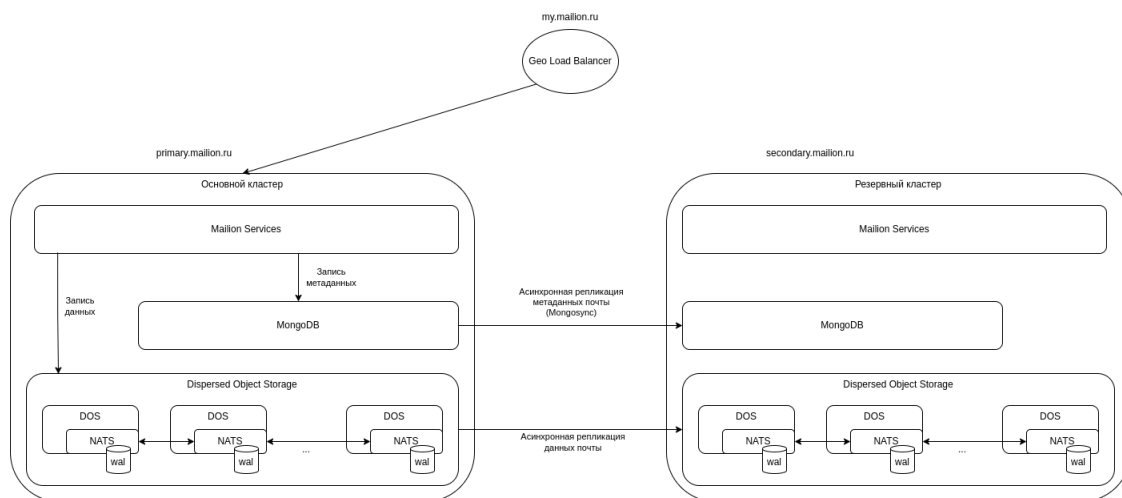 my.mailion.ru
Geo Load Balancer
primary.mailion.ru
secondary.mailion.ru
Основной кластер
Резервный кластер
Mailion Services
Mailion Services
Запись
метаданных
Запись
данных
Асинхронная репликация
метаданных почты
(Mongosync)
MongoDB
MongoDB
Dispersed Object Storage
Dispersed Object Storage
DOS
DOS
DOS
DOS
DOS
DOS
NATS
NATS
NATS
NATS
NATS
NATS
...
...
wal
wal
wal
wal
wal
wal
Асинхронная репликация
данных почты